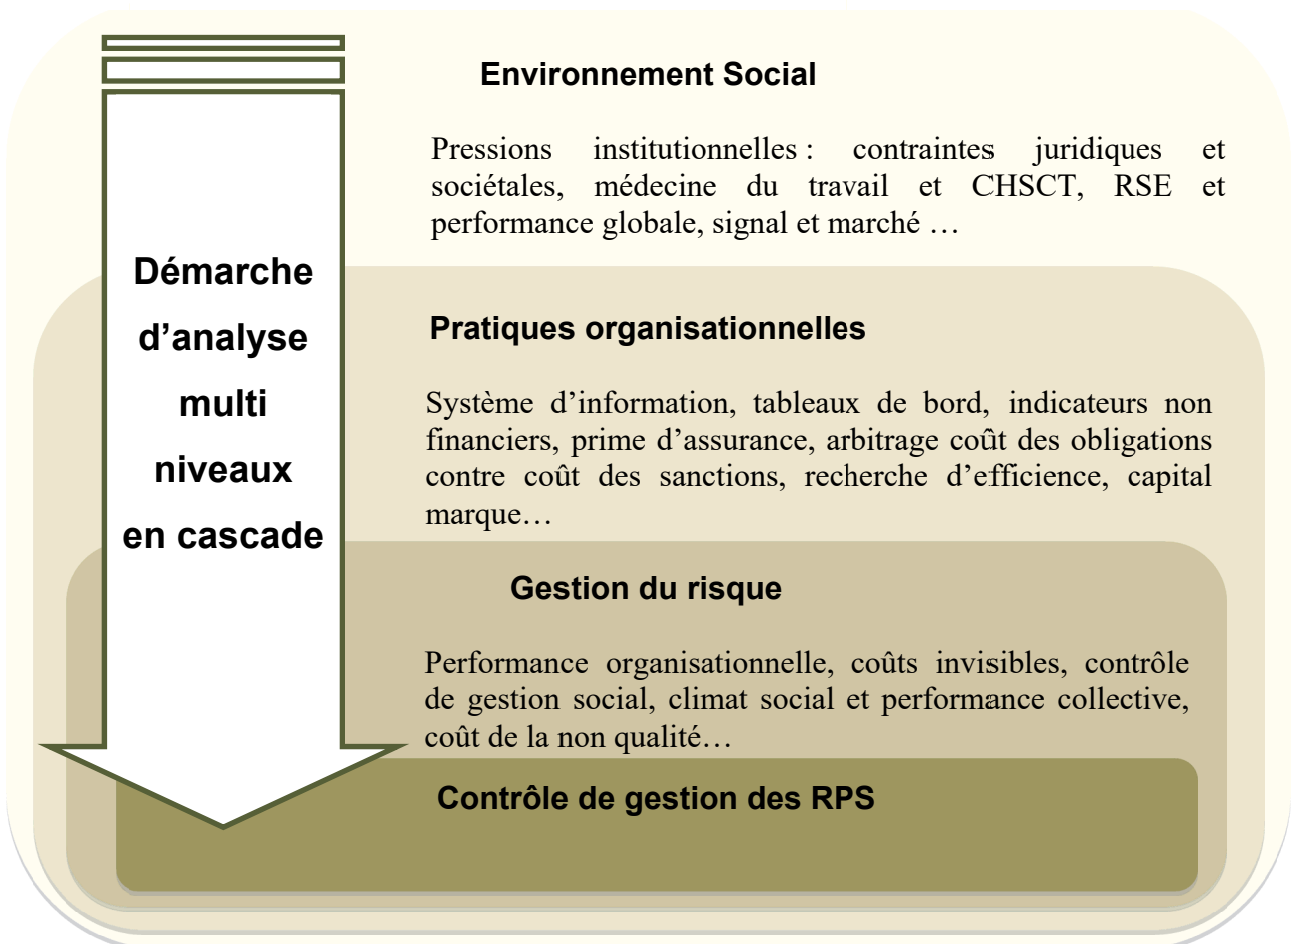 Environnement Social
Pressions institutionnelles : contraintes juridiques et
sociétales, médecine du travail et CHSCT, RSE et
performance globale, signal et marché …
Démarche
d’analyse
multi
niveaux
en cascade
Pratiques organisationnelles
Système d’information, tableaux de bord, indicateurs non
financiers, prime d’assurance, arbitrage coût des obligations
contre coût des sanctions, recherche d’efficience, capital
marque…
Gestion du risque
Performance organisationnelle, coûts invisibles, contrôle
de gestion social, climat social et performance collective,
coût de la non qualité…
Contrôle de gestion des RPS